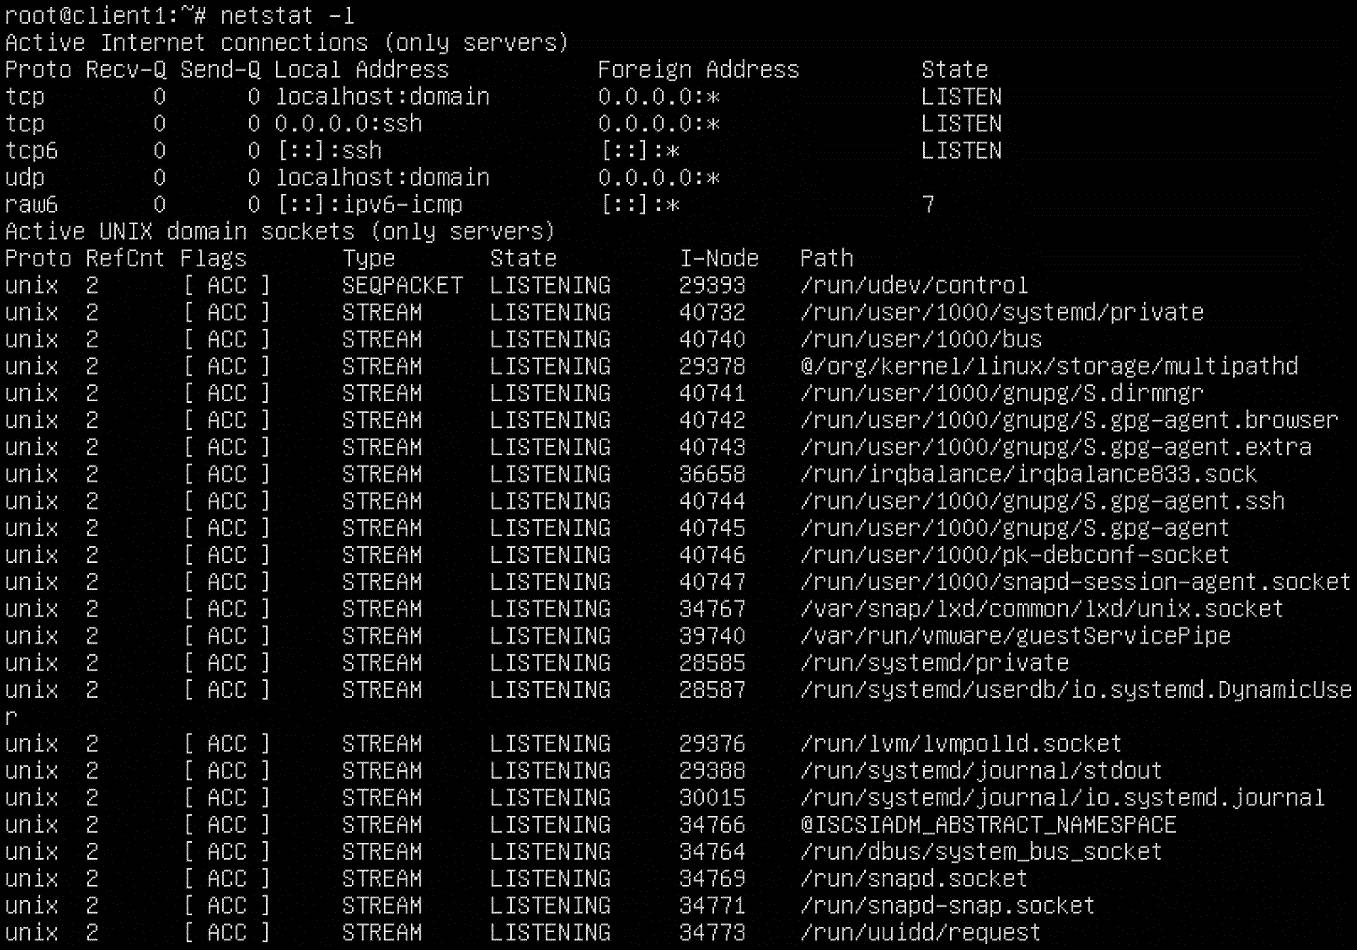 root@client1:~# netstat -l
Active Internet connections (only servers)
Proto Recv-Q Send-Q Local Address           Foreign Address         State
tcp        0      0 localhost:domain        0.0.0.0:*               LISTEN
tcp        0      0 0.0.0.0:ssh             0.0.0.0:*               LISTEN
tcp6       0      0 [::]:ssh                [::]:*                  LISTEN
udp        0      0 localhost:domain        0.0.0.0:*
raw6       0      0 [::]:ipv6-icmp          [::]:*                  7
Active UNIX domain sockets (only servers)
Proto RefCnt Flags       Type       State         I-Node   Path
unix  2      [ ACC ]     SEQPACKET  LISTENING     29393    /run/udev/control
unix  2      [ ACC ]     STREAM     LISTENING     40732    /run/user/1000/systemd/private
unix  2      [ ACC ]     STREAM     LISTENING     40740    /run/user/1000/bus
unix  2      [ ACC ]     STREAM     LISTENING     29378    @/org/kernel/linux/storage/multipathd
unix  2      [ ACC ]     STREAM     LISTENING     40741    /run/user/1000/gnupg/S.dirmngr
unix  2      [ ACC ]     STREAM     LISTENING     40742    /run/user/1000/gnupg/S.gpg-agent.browser
unix  2      [ ACC ]     STREAM     LISTENING     40743    /run/user/1000/gnupg/S.gpg-agent.extra
unix  2      [ ACC ]     STREAM     LISTENING     36658    /run/irqbalance/irqbalance833.sock
unix  2      [ ACC ]     STREAM     LISTENING     40744    /run/user/1000/gnupg/S.gpg-agent.ssh
unix  2      [ ACC ]     STREAM     LISTENING     40745    /run/user/1000/gnupg/S.gpg-agent
unix  2      [ ACC ]     STREAM     LISTENING     40746    /run/user/1000/pk-debconf-socket
unix  2      [ ACC ]     STREAM     LISTENING     40747    /run/user/1000/snapd-session-agent.socket
unix  2      [ ACC ]     STREAM     LISTENING     34767    /var/snap/lxd/common/lxd/unix.socket
unix  2      [ ACC ]     STREAM     LISTENING     39740    /var/run/vmware/guestServicePipe
unix  2      [ ACC ]     STREAM     LISTENING     28585    /run/systemd/private
unix  2      [ ACC ]     STREAM     LISTENING     28587    /run/systemd/userdb/io.systemd.DynamicUse
r
unix  2      [ ACC ]     STREAM     LISTENING     29376    /run/lvm/lvmpolld.socket
unix  2      [ ACC ]     STREAM     LISTENING     29388    /run/systemd/journal/stdout
unix  2      [ ACC ]     STREAM     LISTENING     30015    /run/systemd/journal/io.systemd.journal
unix  2      [ ACC ]     STREAM     LISTENING     34766    @ISCSIADM_ABSTRACT_NAMESPACE
unix  2      [ ACC ]     STREAM     LISTENING     34764    /run/dbus/system_bus_socket
unix  2      [ ACC ]     STREAM     LISTENING     34769    /run/snapd.socket
unix  2      [ ACC ]     STREAM     LISTENING     34771    /run/snapd-snap.socket
unix  2      [ ACC ]     STREAM     LISTENING     34773    /run/uuidd/request